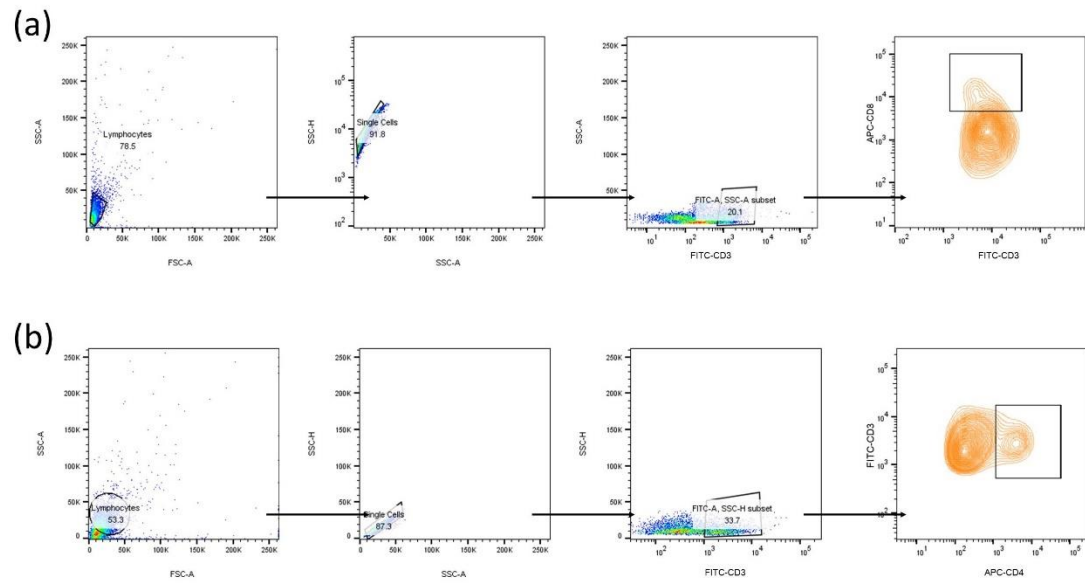 (a)
250K
200K
150K
100K
50K
0
SSC-A
Lymphocytes
78.5
0
50K
100K
150K
200K
250K
FSC-A
10^5
10^4
10^3
10^2
SSC-H
Single Cells
91.8
50K
100K
150K
200K
250K
SSC-A
250K
200K
150K
100K
50K
0
SSC-A
FITC-A, SSC-A subset
20.1
10^1
10^2
10^3
10^4
10^5
FITC-CD3
10^5
10^4
10^3
10^2
10^1
APC-CD8
10^2
10^3
10^4
10^5
FITC-CD3
(b)
250K
200K
150K
100K
50K
0
SSC-A
Lymphocytes
53.3
0
50K
100K
150K
200K
250K
FSC-A
250K
200K
150K
100K
50K
0
SSC-H
Single Cells
87.3
0
50K
100K
150K
200K
250K
SSC-A
250K
200K
150K
100K
50K
0
SSC-H
FITC-A, SSC-H subset
33.7
10^1
10^2
10^3
10^4
10^5
FITC-CD3
10^5
10^4
10^3
10^2
FITC-CD3
10^1
10^2
10^3
10^4
10^5
APC-CD4